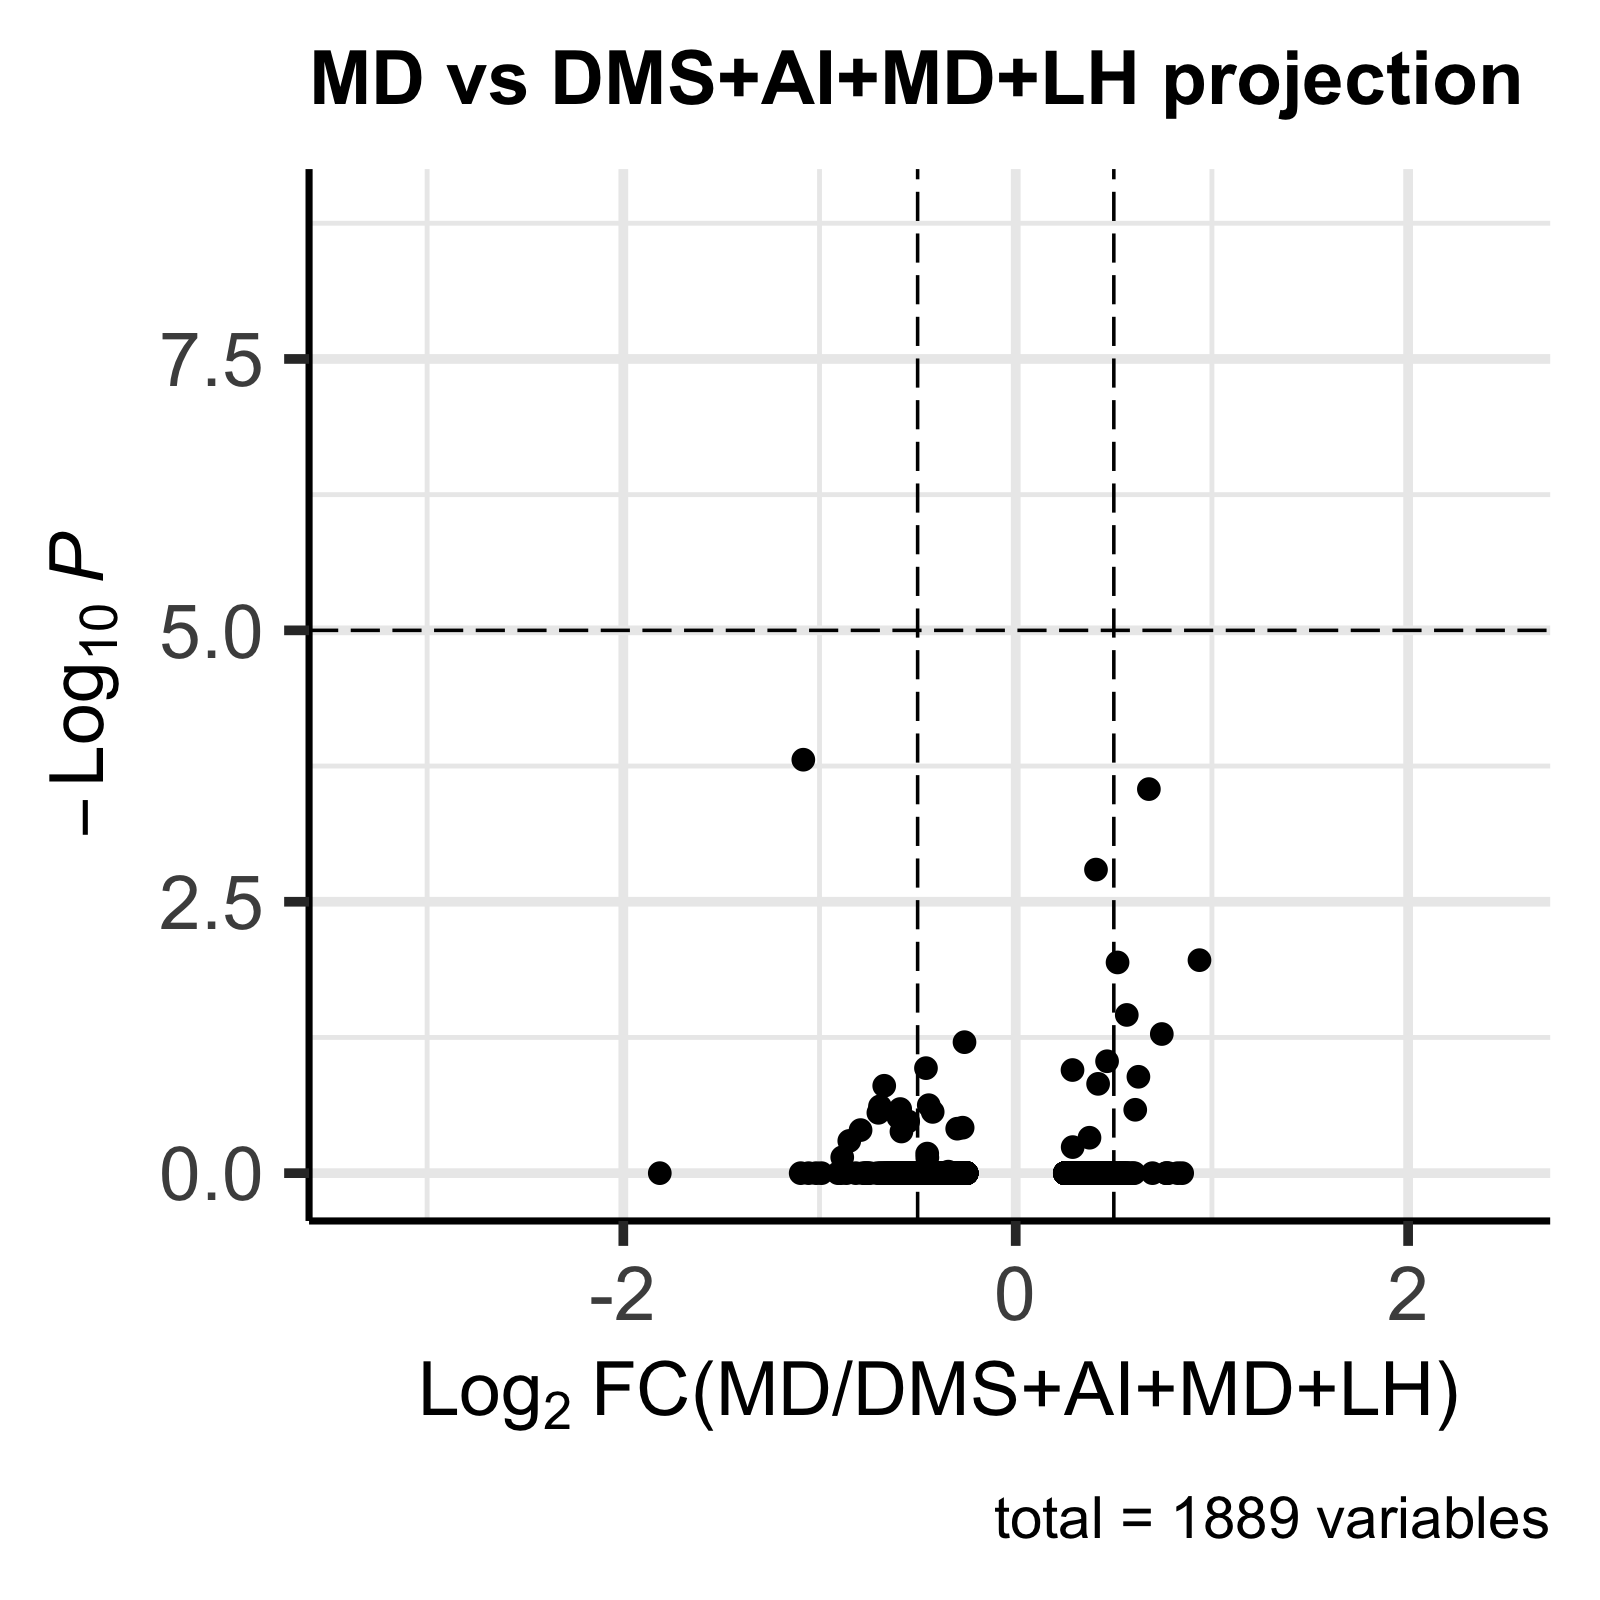 MD vs DMS+AI+MD+LH projection
−Log10 P
7.5
5.0
2.5
0.0
-2 0 2
Log2 FC(MD/DMS+AI+MD+LH)
total = 1889 variables